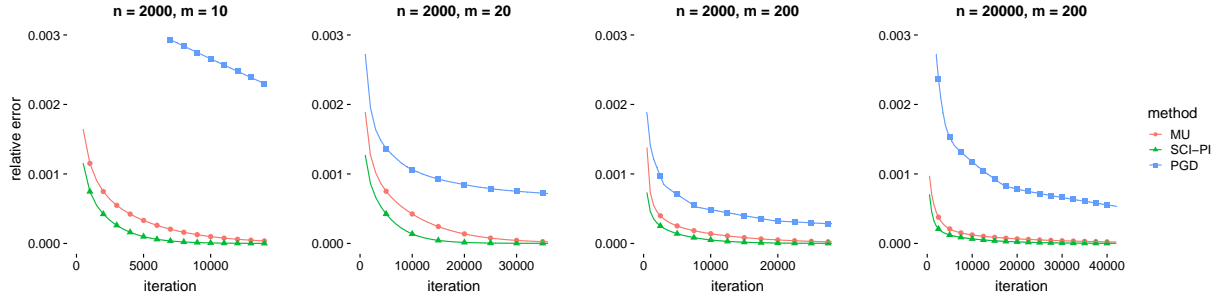 n = 2000, m = 10
n = 2000, m = 20
n = 2000, m = 200
n = 20000, m = 200
relative error
0.003
0.002
0.001
0.000
0 5000 10000
iteration
0.003
0.002
0.001
0.000
0 10000 20000 30000
iteration
0.003
0.002
0.001
0.000
0 10000 20000
iteration
0.003
0.002
0.001
0.000
0 10000 20000 30000 40000
iteration
method
MU
SCI−PI
PGD